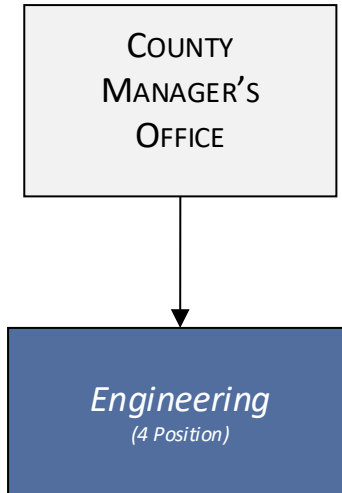 COUNTY
MANAGER’S
OFFICE
Engineering
(4 Position)